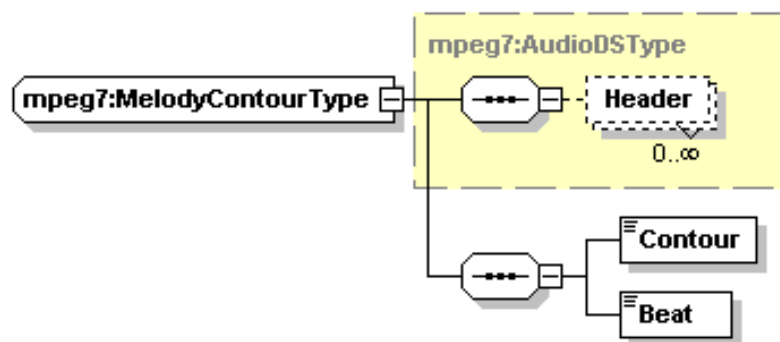 mpeg7:AudioDSType
mpeg7:MelodyContourType
Header
0..∞
Contour
Beat